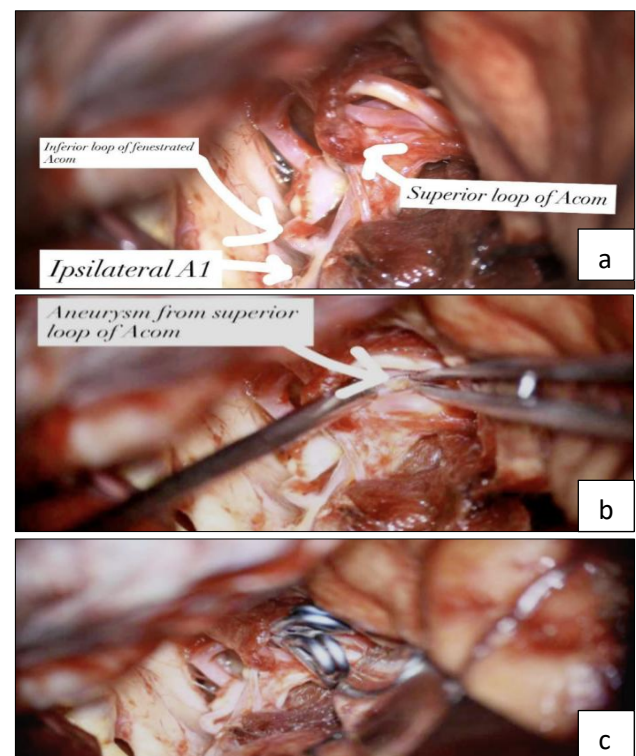 Inferior loop of fenestrated
Acom
Superior loop of Acom
Ipsilateral A1
a
Aneurysm from superior
loop of Acom
b
c